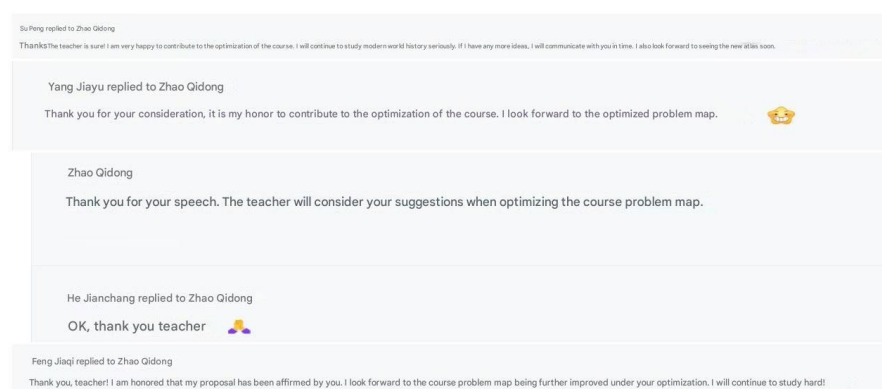 Su Peng replied to Zhao Qidong
ThanksThe teacher is sure! I am very happy to contribute to the optimization of the course. I will continue to study modern world history seriously. If I have any more ideas, I will communicate with you in time. I also look forward to seeing the new atlas soon.
Yang Jiayu replied to Zhao Qidong
Thank you for your consideration, it is my honor to contribute to the optimization of the course. I look forward to the optimized problem map.
Zhao Qidong
Thank you for your speech. The teacher will consider your suggestions when optimizing the course problem map.
He Jianchang replied to Zhao Qidong
OK, thank you teacher
Feng Jiaqi replied to Zhao Qidong
Thank you, teacher! I am honored that my proposal has been affirmed by you. I look forward to the course problem map being further improved under your optimization. I will continue to study hard!